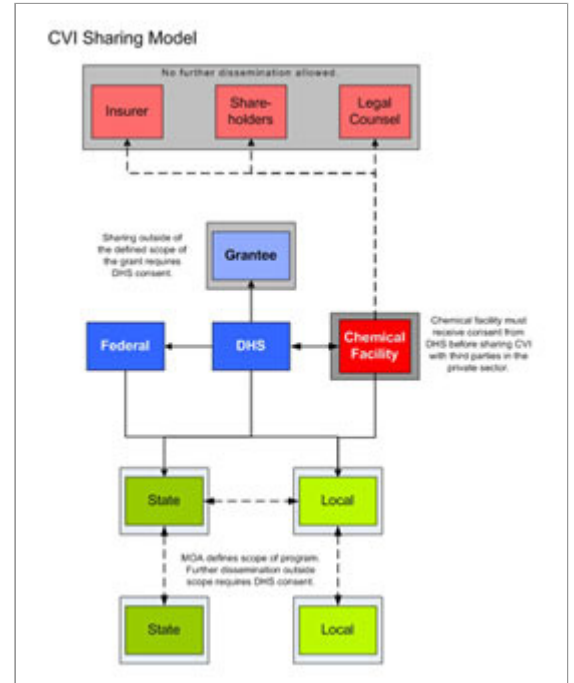 CVI Sharing Model
No further dissemination allowed.
Insurer
Share-
holders
Legal
Counsel
Sharing outside of
the defined scope of
the grant requires
DHS consent.
Grantee
Federal
DHS
Chemical
Facility
Chemical facility must
receive consent from
DHS before sharing CVI
with third parties in the
private sector.
State
Local
MOA defines scope of program.
Further dissemination outside
scope requires DHS consent.
State
Local